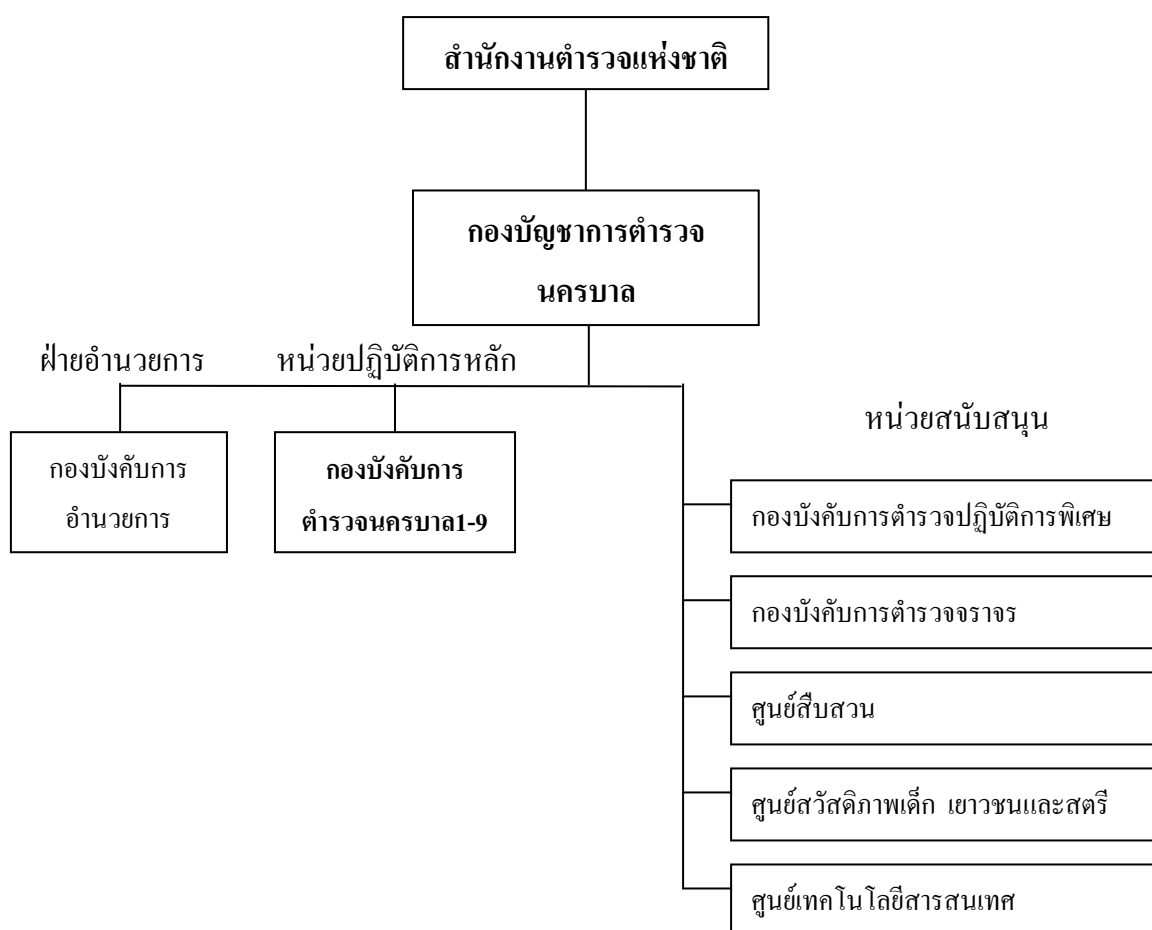 สำนักงานตำรวจแห่งชาติ
กองบัญชาการตำรวจ
นครบาล
ฝ่ายอำนวยการ
หน่วยปฏิบัติการหลัก
หน่วยสนับสนุน
กองบังคับการ
อำนวยการ
กองบังคับการ
ตำรวจนครบาล1-9
กองบังคับการตำรวจปฏิบัติการพิเศษ
กองบังคับการตำรวจจราจร
ศูนย์สืบสวน
ศูนย์สวัสดิภาพเด็ก เยาวชนและสตรี
ศูนย์เทคโนโลยีสารสนเทศ